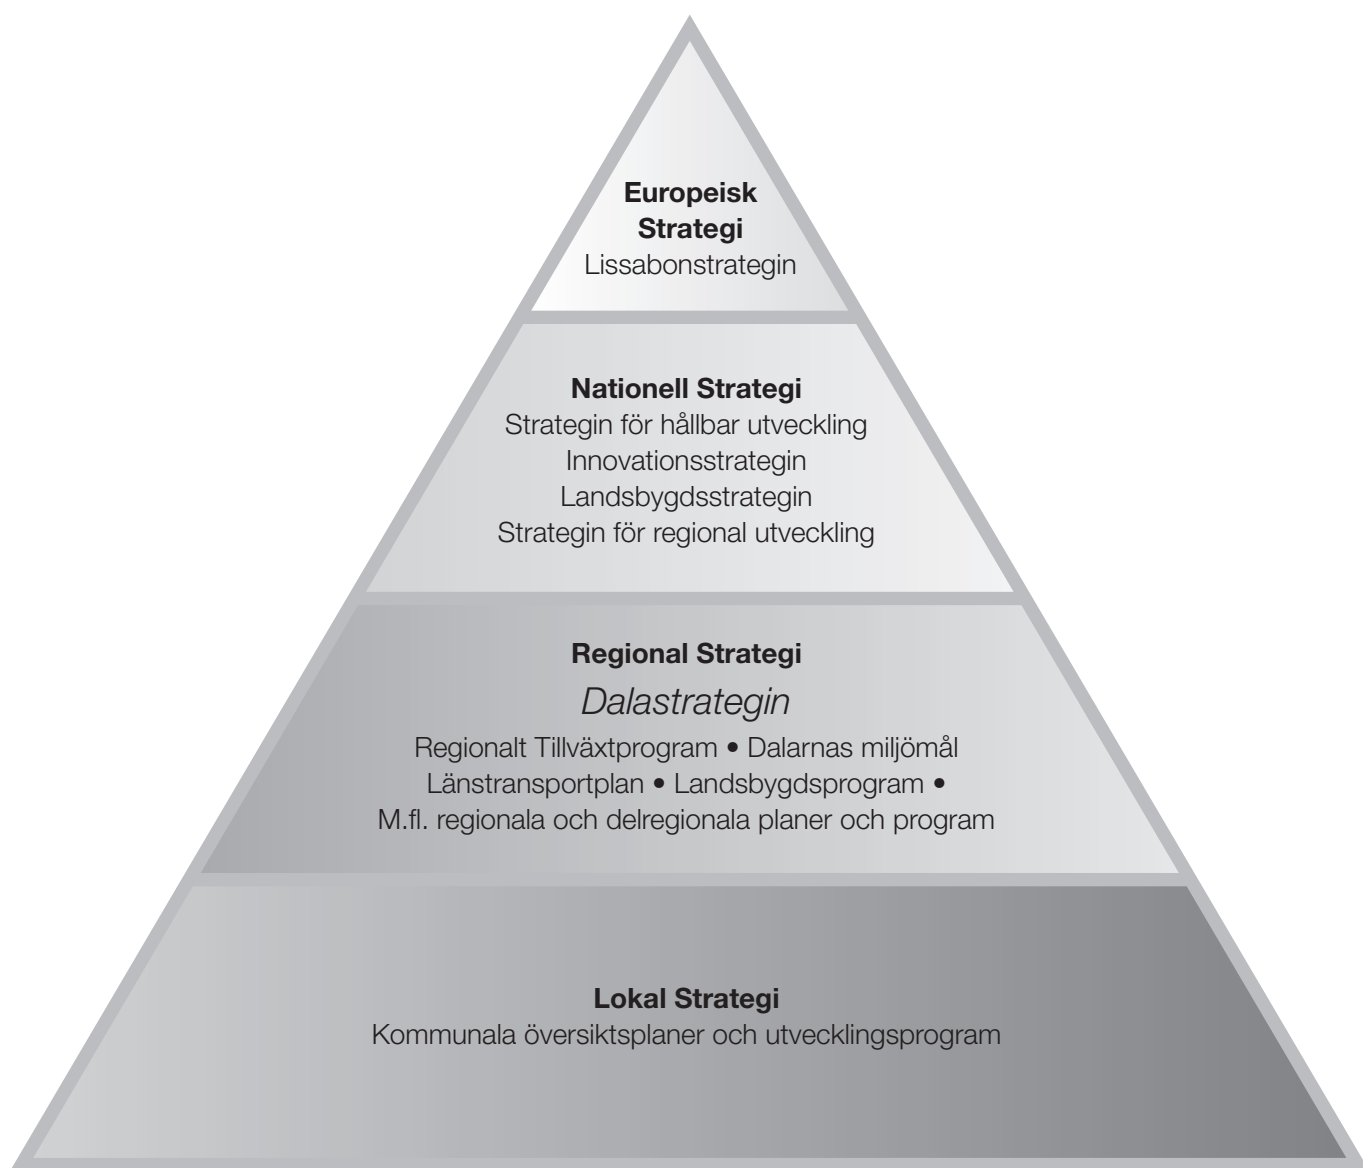 Europeisk
Strategi
Lissabonstrategin
Nationell Strategi
Strategin för hållbar utveckling
Innovationsstrategin
Landsbygdsstrategin
Strategin för regional utveckling
Regional Strategi
Dalastrategin
Regionalt Tillväxtprogram • Dalarnas miljömål
Länstransportplan • Landsbygdsprogram •
M.fl. regionala och delregionala planer och program
Lokal Strategi
Kommunala översiktsplaner och utvecklingsprogram